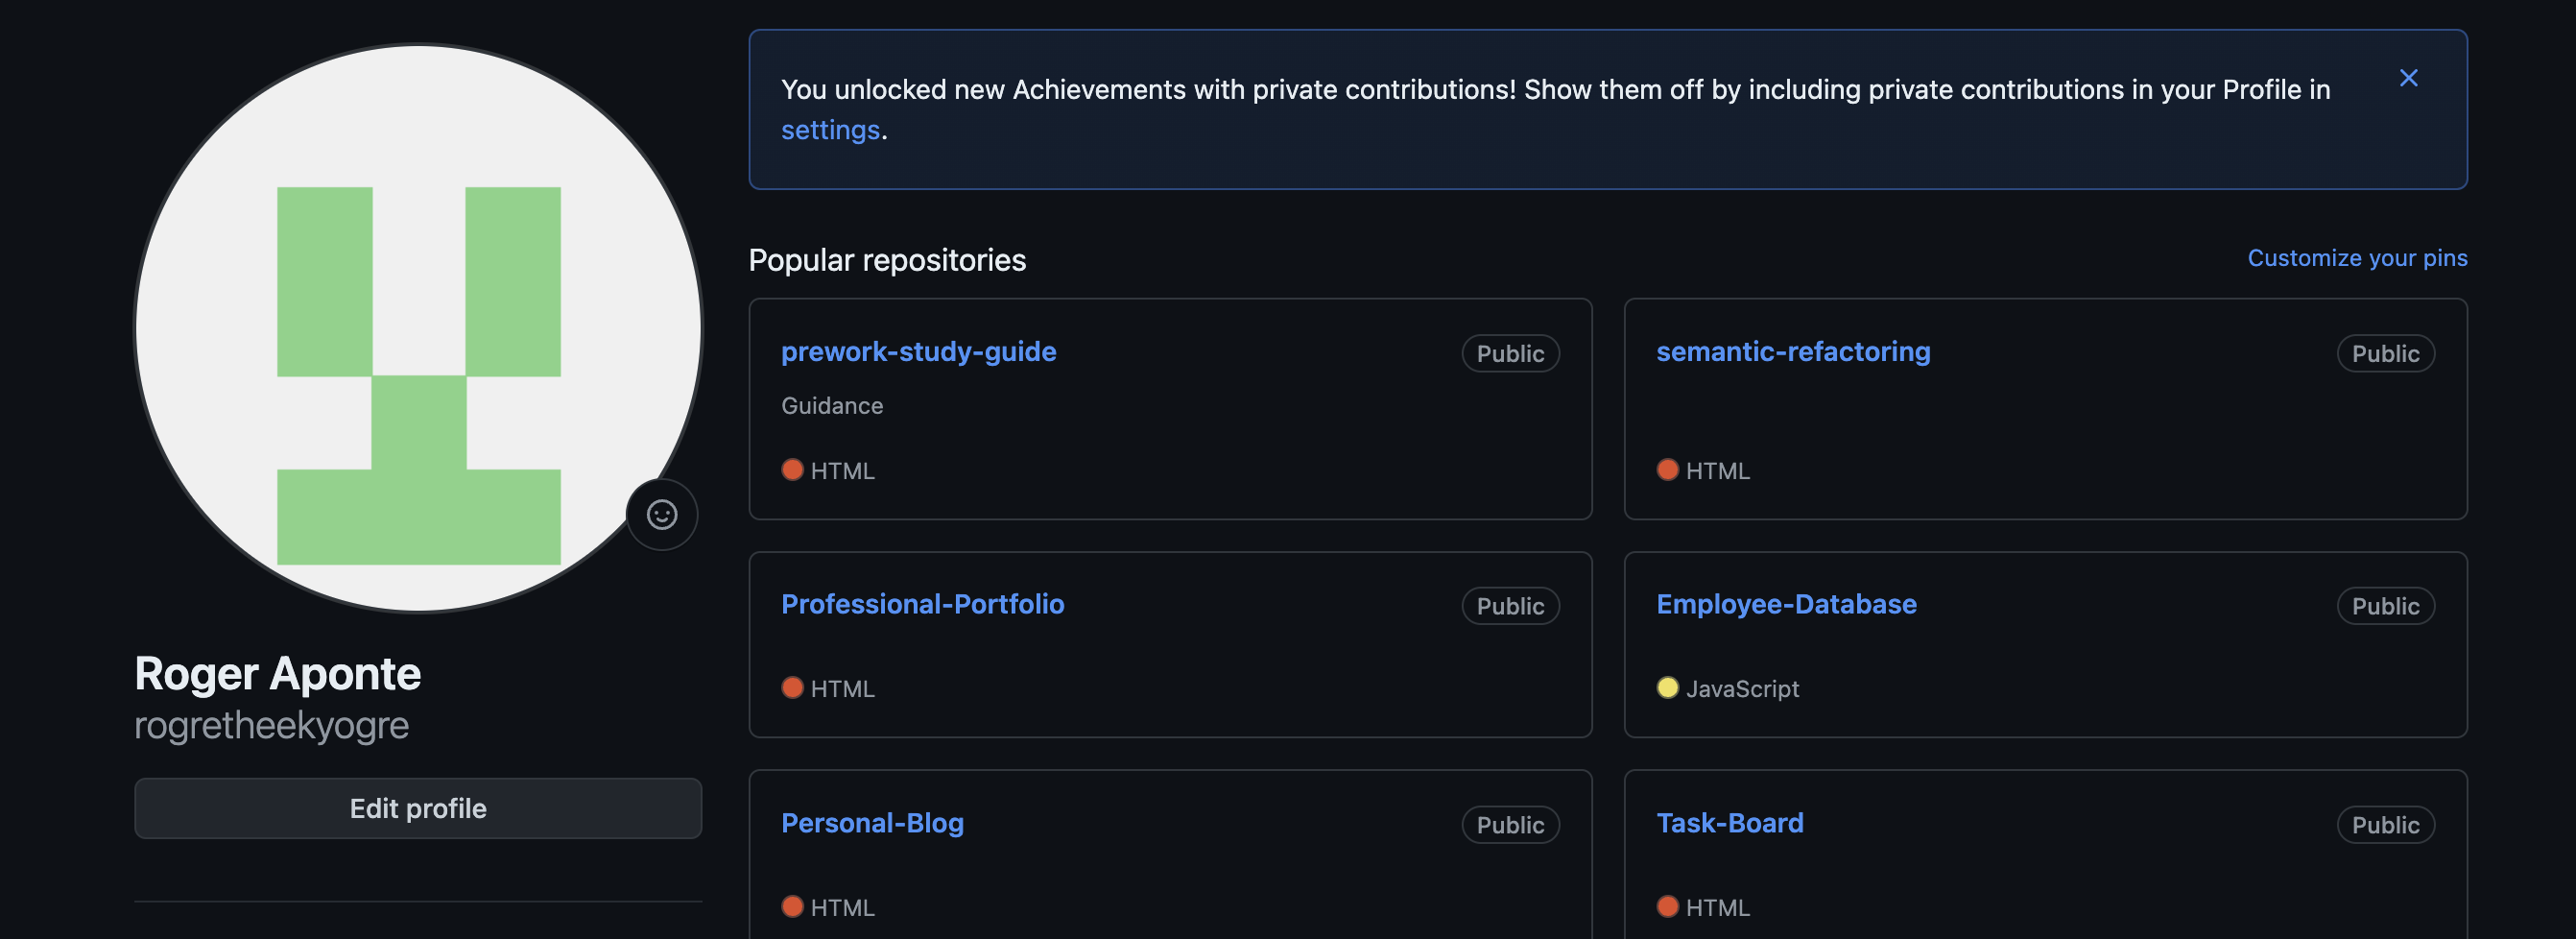 You unlocked new Achievements with private contributions! Show them off by including private contributions in your Profile in
settings.
Popular repositories
Customize your pins
prework-study-guide
Public
Guidance
HTML
semantic-refactoring
Public
HTML
Professional-Portfolio
Public
HTML
Employee-Database
Public
JavaScript
Personal-Blog
Public
HTML
Task-Board
Public
HTML
Roger Aponte
rogretheekyogre
Edit profile